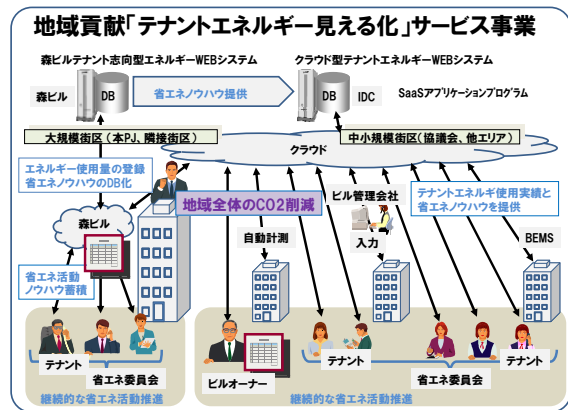 地域貢献「テナントエネルギー見える化」サービス事業
森ビルテナント志向型エネルギーWEBシステム
クラウド型テナントエネルギーWEBシステム
森ビル
DB
省エネノウハウ提供
DB
IDC
SaaSアプリケーションプログラム
大規模街区(本PJ、隣接街区)
中小規模街区(協議会、他エリア)
クラウド
エネルギー使用量の登録
省エネノウハウのDB化
地域全体のCO2削減
ビル管理会社
テナントエネルギ使用実績と
省エネノウハウを提供
森ビル
自動計測
入力
BEMS
省エネ活動
ノウハウ蓄積
テナント
省エネ委員会
ビルオーナー
テナント
省エネ委員会
テナント
継続的な省エネ活動推進
継続的な省エネ活動推進